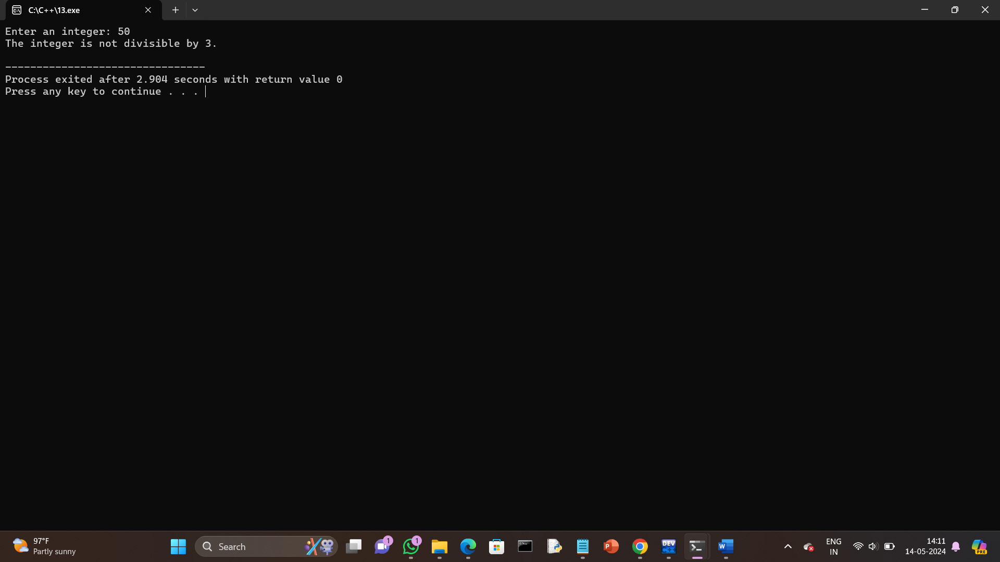 C:\C++\13.exe
Enter an integer: 50
The integer is not divisible by 3.
--------------------------------
Process exited after 2.904 seconds with return value 0
Press any key to continue . . .
97°F
Partly sunny
Search
1
1
P
DEV
C++
W
ENG
IN
14:11
14-05-2024
PRE